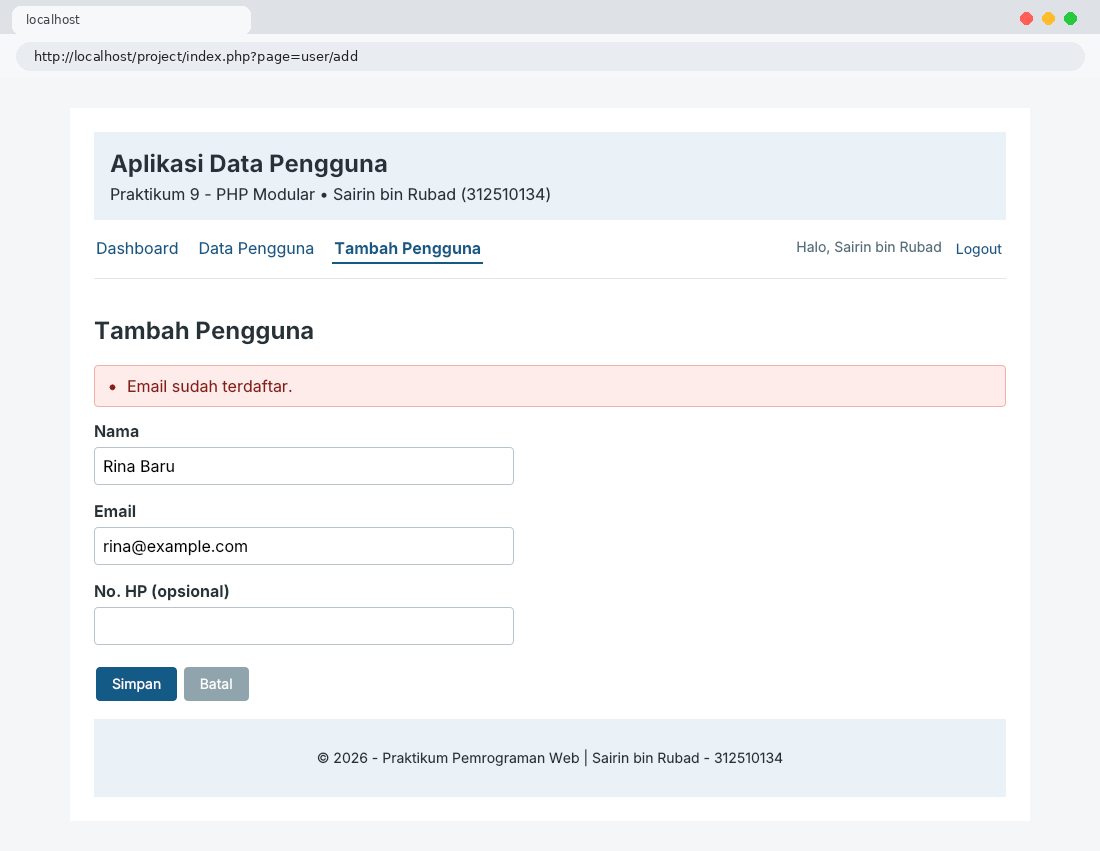 localhost
http://localhost/project/index.php?page=user/add
Aplikasi Data Pengguna
Praktikum 9 - PHP Modular • Sairin bin Rubad (312510134)
Dashboard Data Pengguna Tambah Pengguna Halo, Sairin bin Rubad Logout
Tambah Pengguna
• Email sudah terdaftar.
Nama
Rina Baru
Email
rina@example.com
No. HP (opsional)
Simpan Batal
© 2026 - Praktikum Pemrograman Web | Sairin bin Rubad - 312510134